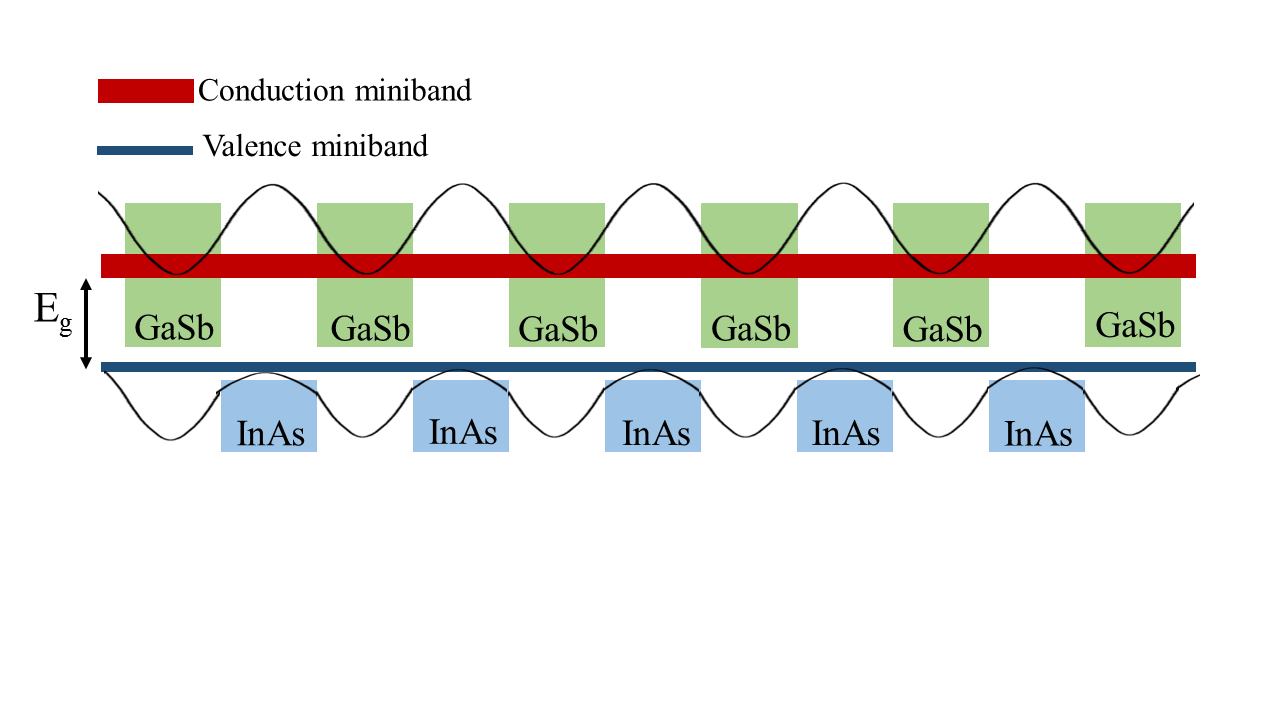 Conduction miniband
Valence miniband
Eg
GaSb GaSb GaSb GaSb GaSb GaSb
InAs InAs InAs InAs InAs